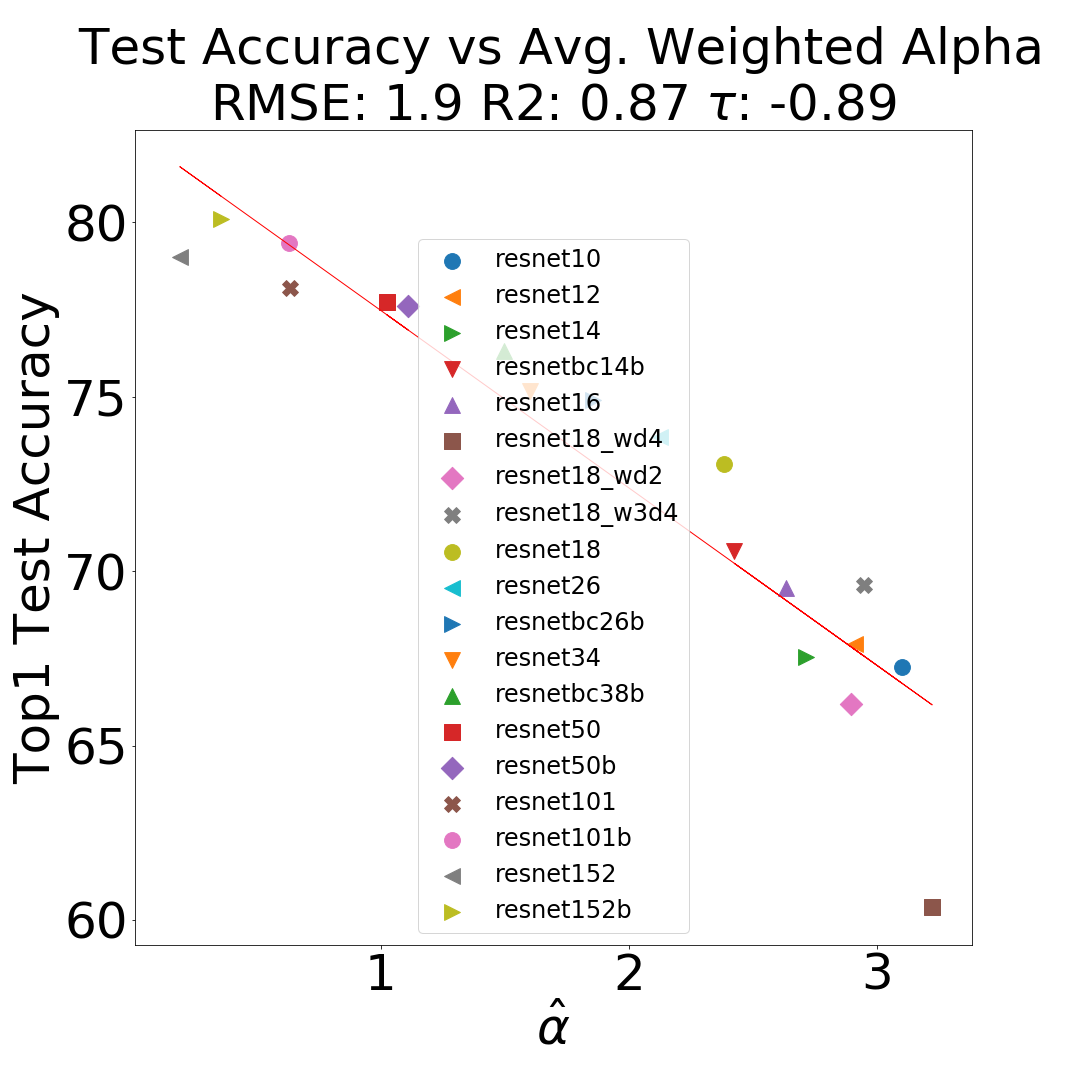 Test Accuracy vs Avg. Weighted Alpha
RMSE: 1.9 R2: 0.87 τ: -0.89
Top1 Test Accuracy
80
75
70
65
60
resnet10
resnet12
resnet14
resnetbc14b
resnet16
resnet18_wd4
resnet18_wd2
resnet18_w3d4
resnet18
resnet26
resnetbc26b
resnet34
resnetbc38b
resnet50
resnet50b
resnet101
resnet101b
resnet152
resnet152b
1 2 3
α̂